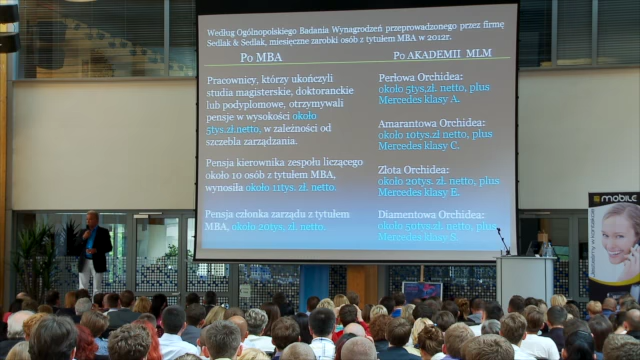 Według Ogólnopolskiego Badania Wynagrodzeń przeprowadzonego przez firmę
Sedlak & Sedlak, miesięczne zarobki osób z tytułem MBA w 2012r.
Po MBA
Pracownicy, którzy ukończyli
studia magisterskie, doktoranckie
lub podyplomowe, otrzymywali
pensje w wysokości około
5tys.zł.netto, w zależności od
szczebla zarządzania.
Pensja kierownika zespołu liczącego
około 10 osób z tytułem MBA,
wynosiła około 11tys. zł. netto.
Pensja członka zarządu z tytułem
MBA, około 20tys. zł. netto.
Po AKADEMII MLM
Perłowa Orchidea:
około 5tys.zł. netto, plus
Mercedes klasy A.
Amarantowa Orchidea:
około 10tys.zł netto, plus
Mercedes klasy C.
Złota Orchidea:
około 20tys. zł. netto, plus
Mercedes klasy E.
Diamentowa Orchidea:
około 50tys.zł. netto, plus
Mercedes klasy S.
mobile